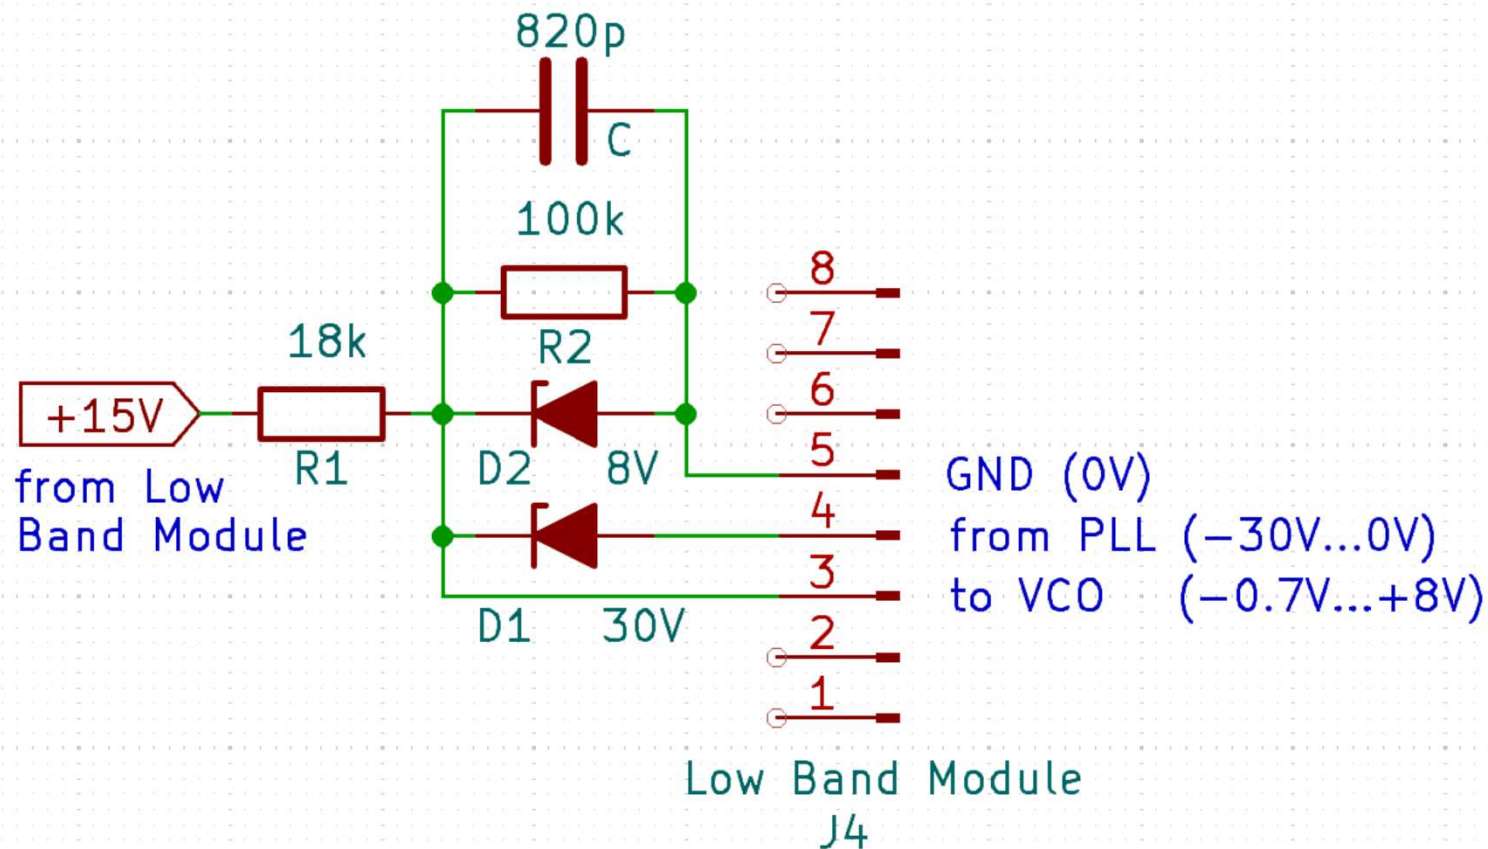 820p
C
100k
R2
18k
+15V
R1
from Low
Band Module
D2 8V
D1 30V
8
7
6
5
4
3
2
1
GND (0V)
from PLL (−30V...0V)
to VCO (−0.7V...+8V)
Low Band Module
J4